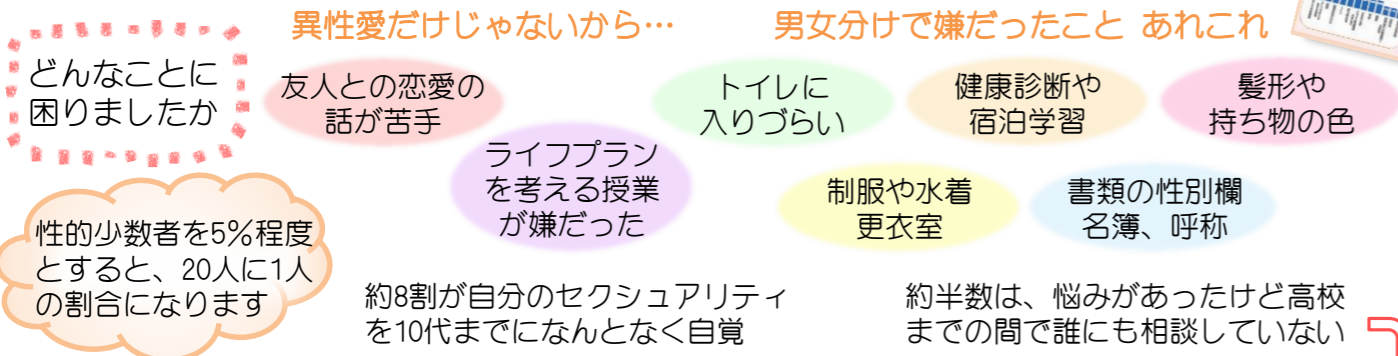 どんなことに
困りましたか
異性愛だけじゃないから…
友人との恋愛の
話が苦手
ライフプラン
を考える授業
が嫌だった
男女分けで嫌だったこと あれこれ
トイレに
入りづらい
健康診断や
宿泊学習
髪形や
持ち物の色
制服や水着
更衣室
書類の性別欄
名簿、呼称
性的少数者を5%程度
とすると、20人に1人
の割合になります
約8割が自分のセクシュアリティ
を10代までになんとなく自覚
約半数は、悩みがあったけど高校
までの間で誰にも相談していない